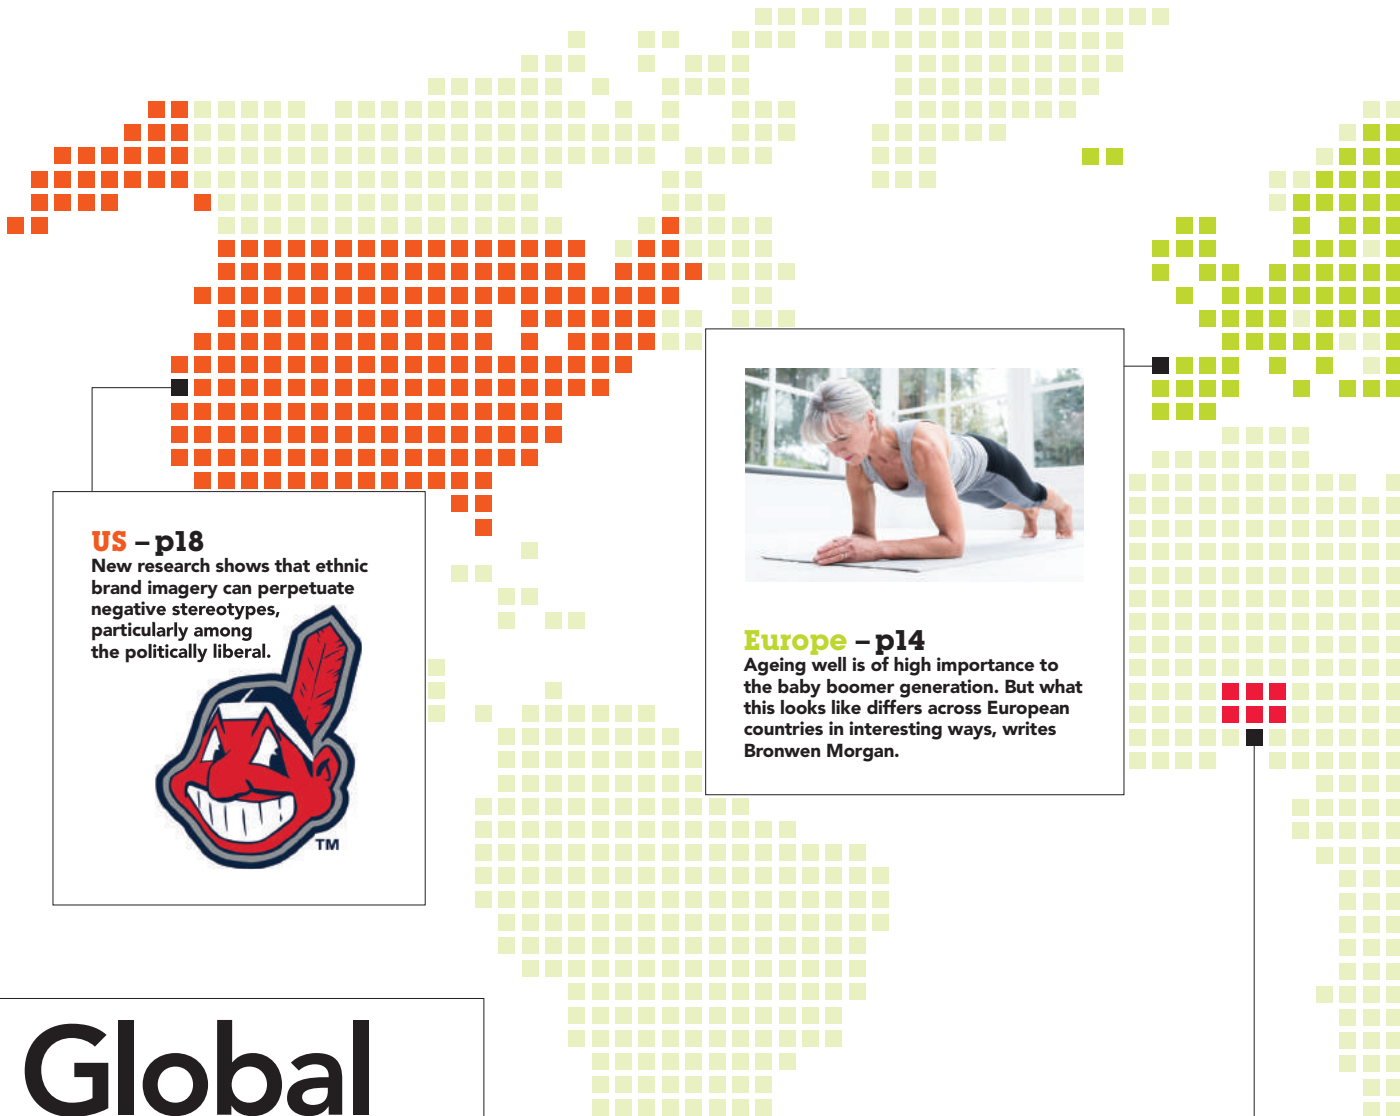 US – p18
New research shows that ethnic
brand imagery can perpetuate
negative stereotypes,
particularly among
the politically liberal.
TM
Europe – p14
Ageing well is of high importance to
the baby boomer generation. But what
this looks like differs across European
countries in interesting ways, writes
Bronwen Morgan.
Global